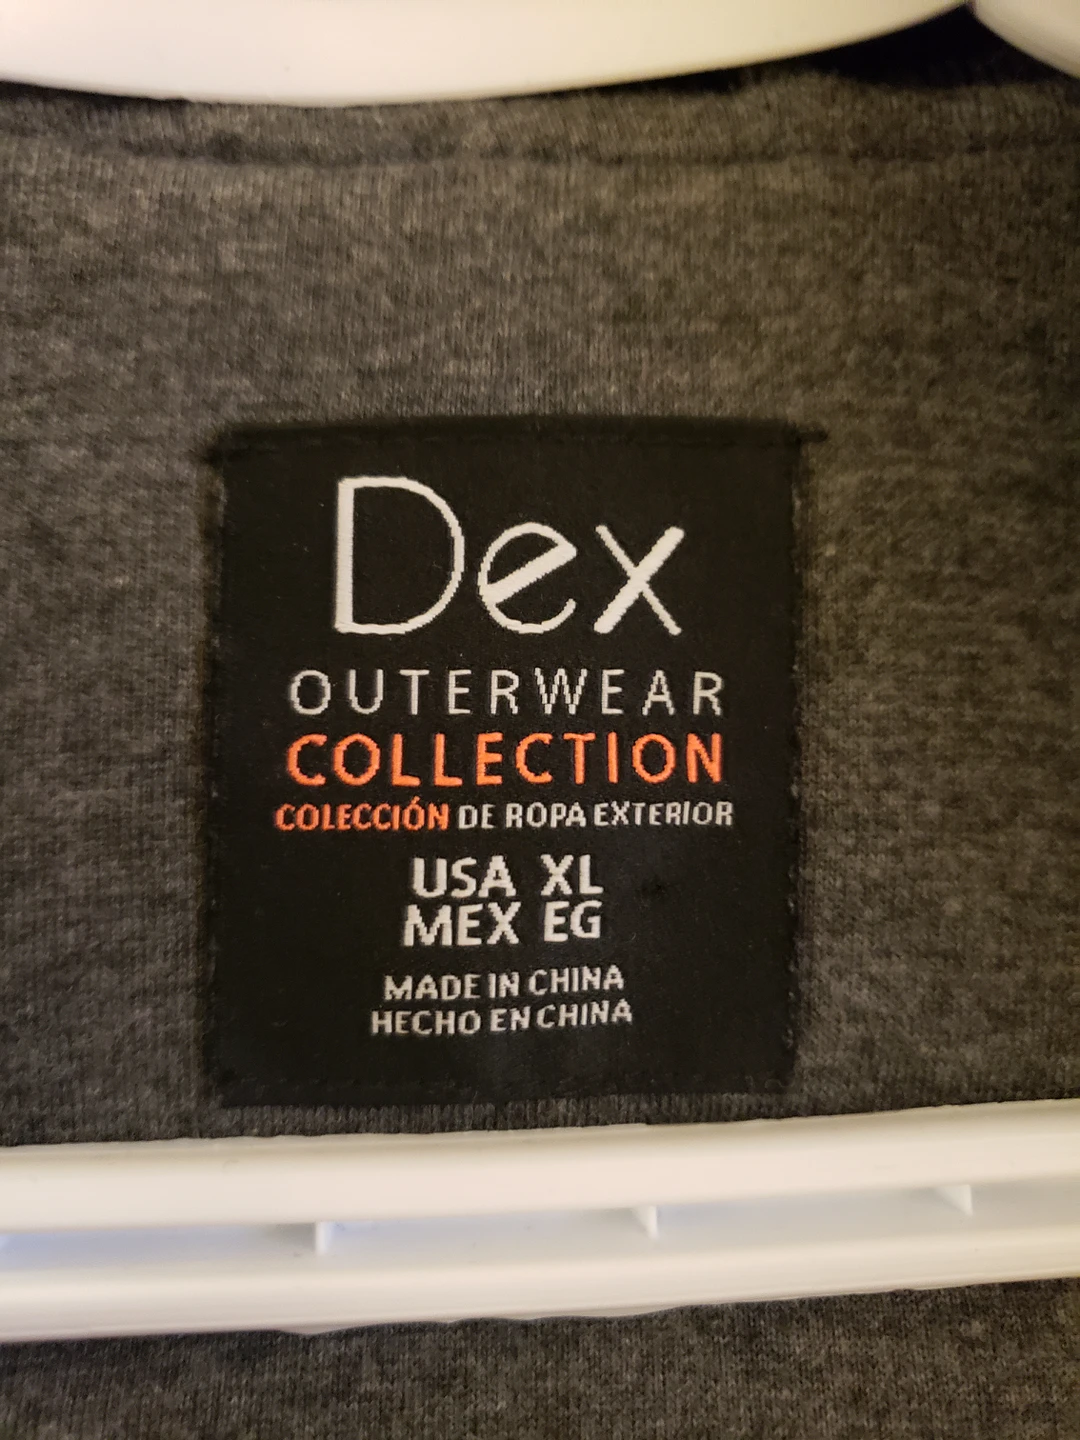 Dex
OUTERWEAR
COLLECTION
COLECCIÓN DE ROPA EXTERIOR
USA XL
MEX EG
MADE IN CHINA
HECHO EN CHINA